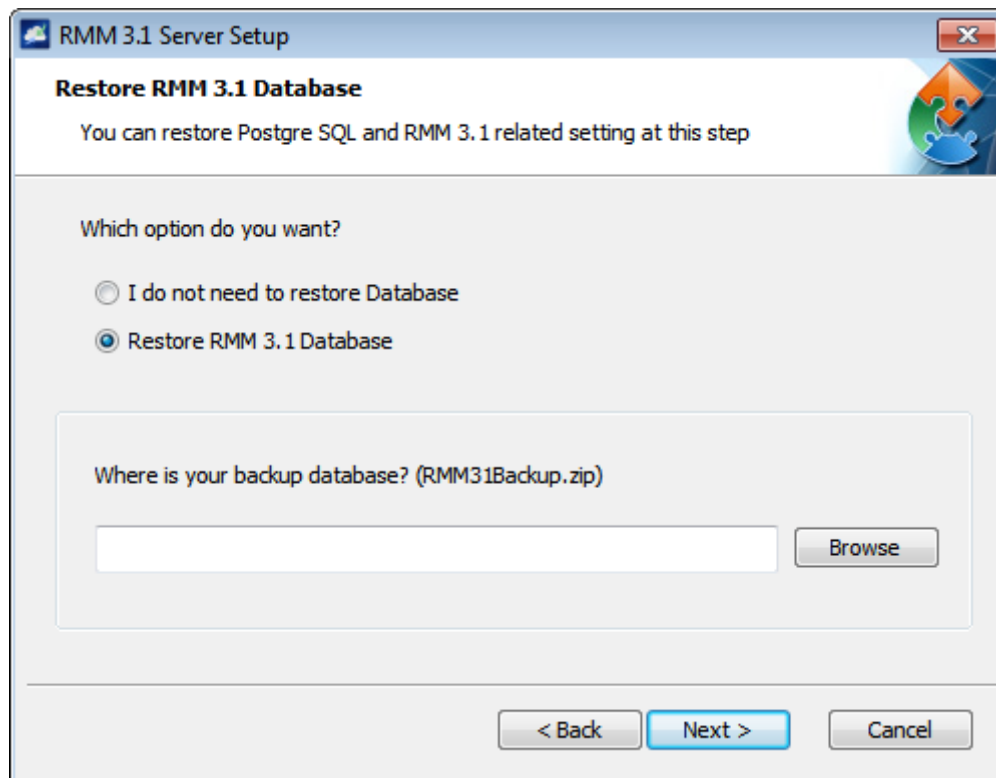 RMM 3.1 Server Setup
Restore RMM 3.1 Database
You can restore Postgre SQL and RMM 3.1 related setting at this step
Which option do you want?
I do not need to restore Database
Restore RMM 3.1 Database
Where is your backup database? (RMM31Backup.zip)
Browse
< Back Next > Cancel